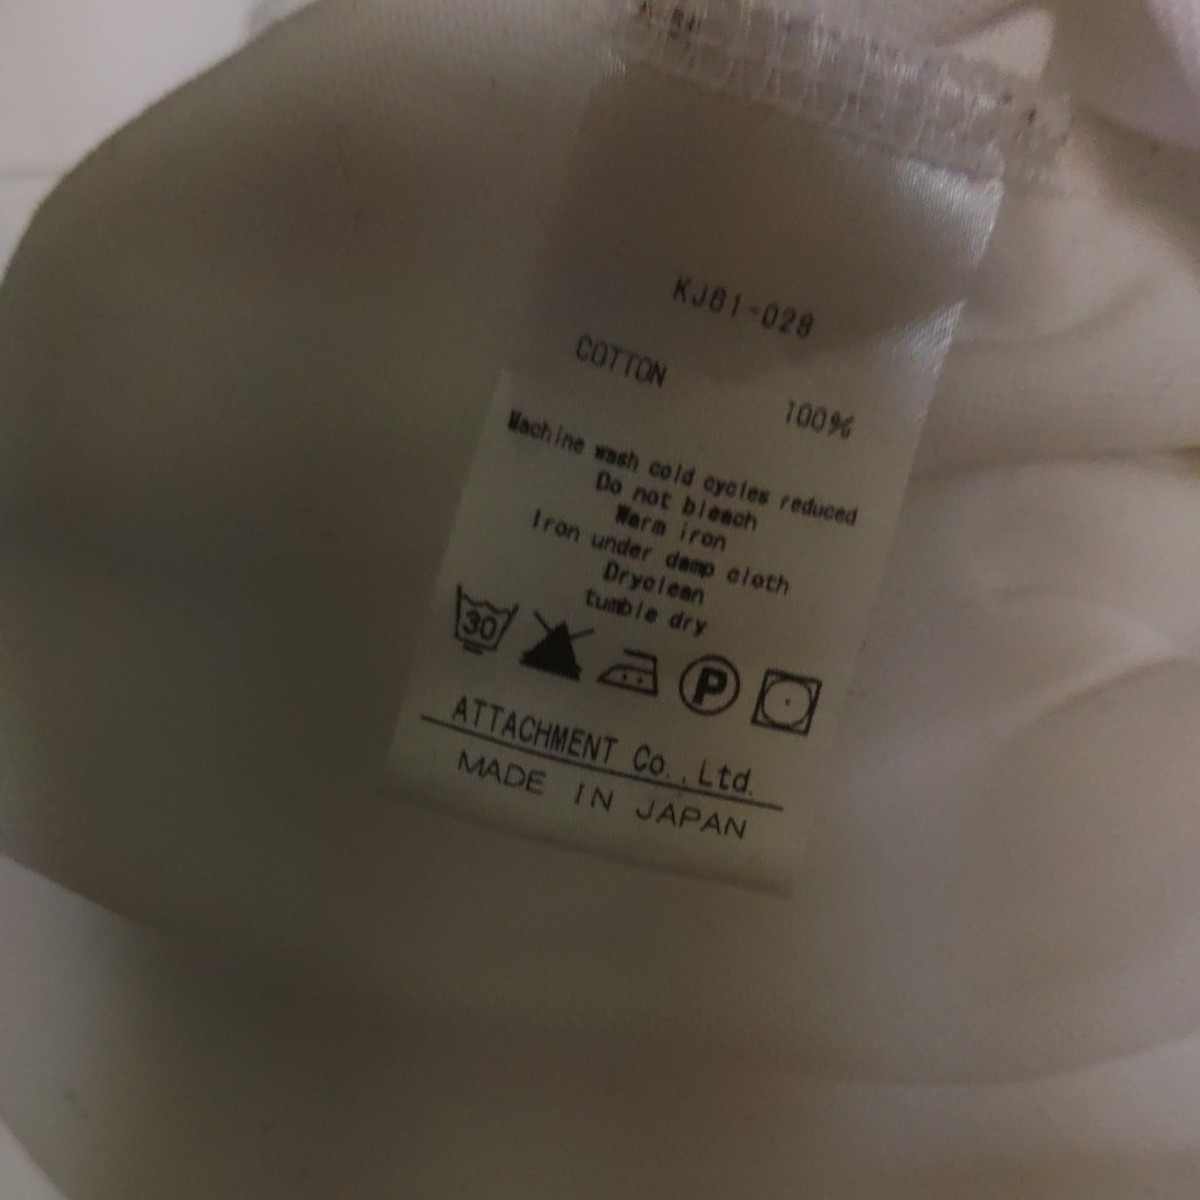 KJ61-028
COTTON
100%
Machine wash cold cycles reduced
Do not bleach
Warm iron
Iron under damp cloth
Dryclean
tumble dry
30 P
ATTACHMENT Co.,Ltd.
MADE IN JAPAN